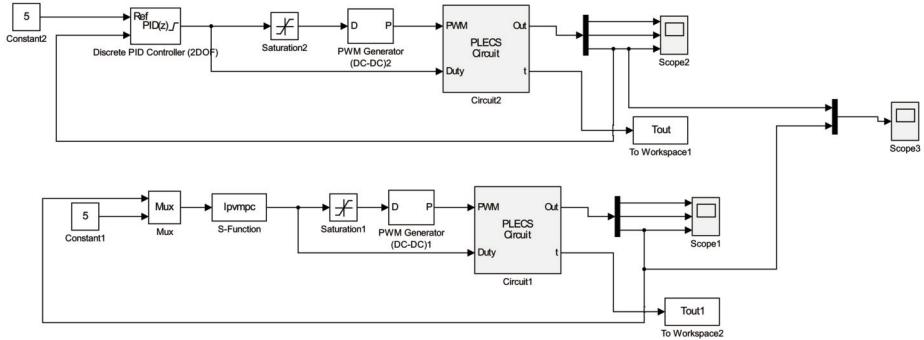 5
Constant2
Ref
PID(z)
Discrete PID Controller (2DOF)
Saturation2
D P
PWM Generator
(DC-DC)2
PWM
Duty
PLECS
Circuit
Out
t
Circuit2
Scope2
Tout
To Workspace1
Scope3
5
Constant1
Mux
Mux
lpvmpc
S-Function
Saturation1
D P
PWM Generator
(DC-DC)1
PWM
Duty
PLECS
Circuit
Out
t
Circuit1
Scope1
Tout1
To Workspace2